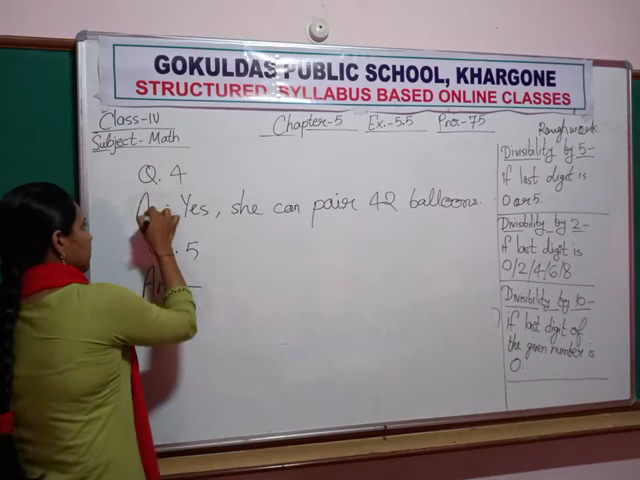 GOKULDAS PUBLIC SCHOOL, KHARGONE
STRUCTURED SYLLABUS BASED ONLINE CLASSES
Class-IV
Subject- Math
Chapter-5 Ex.-5.5 Pno.-75
Q. 4
Yes, she can pair 42 balloons.
5
An
Rough work
Divisibility by 5-
if last digit is
0 or 5.
Divisibility by 2-
if last digit is
0/2/4/6/8
Divisibility by 10-
if last digit of
the given number is
0.